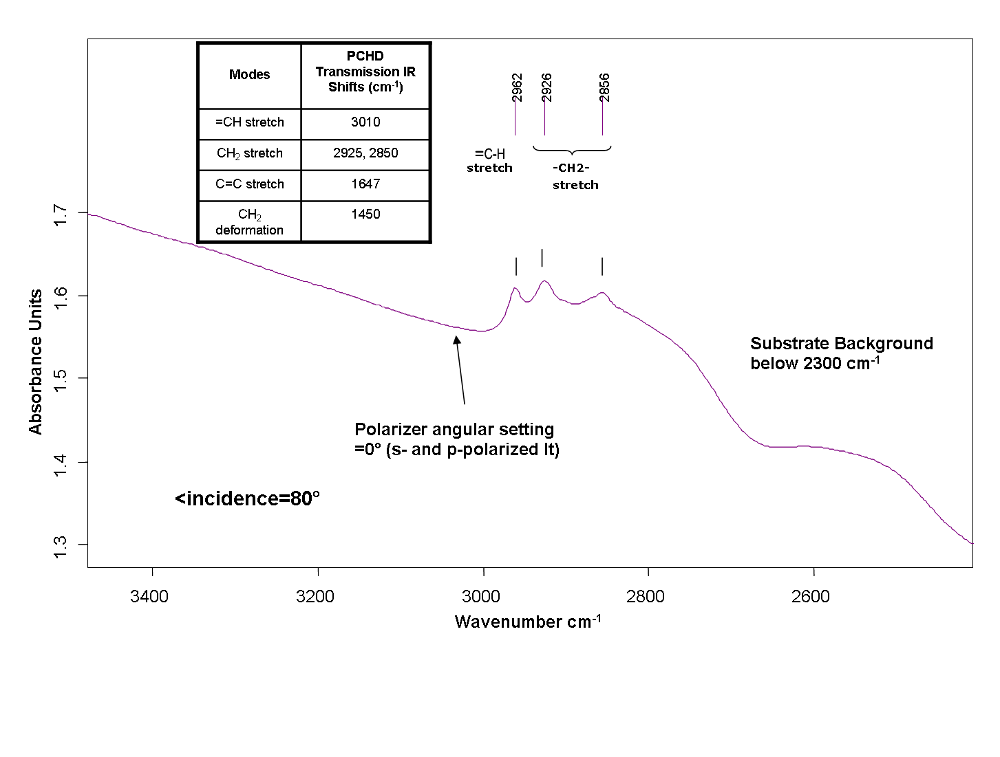 Modes
PCHD
Transmission IR
Shifts (cm-1)
=CH stretch
3010
CH2 stretch
2925, 2850
C=C stretch
1647
CH2
deformation
1450
2962
2926
2856
=C-H
stretch
-CH2-
stretch
1.7
1.6
1.5
1.4
1.3
Absorbance Units
Substrate Background
below 2300 cm-1
Polarizer angular setting
=0° (s- and p-polarized lt)
<incidence=80°
3400
3200
3000
2800
2600
Wavenumber cm-1